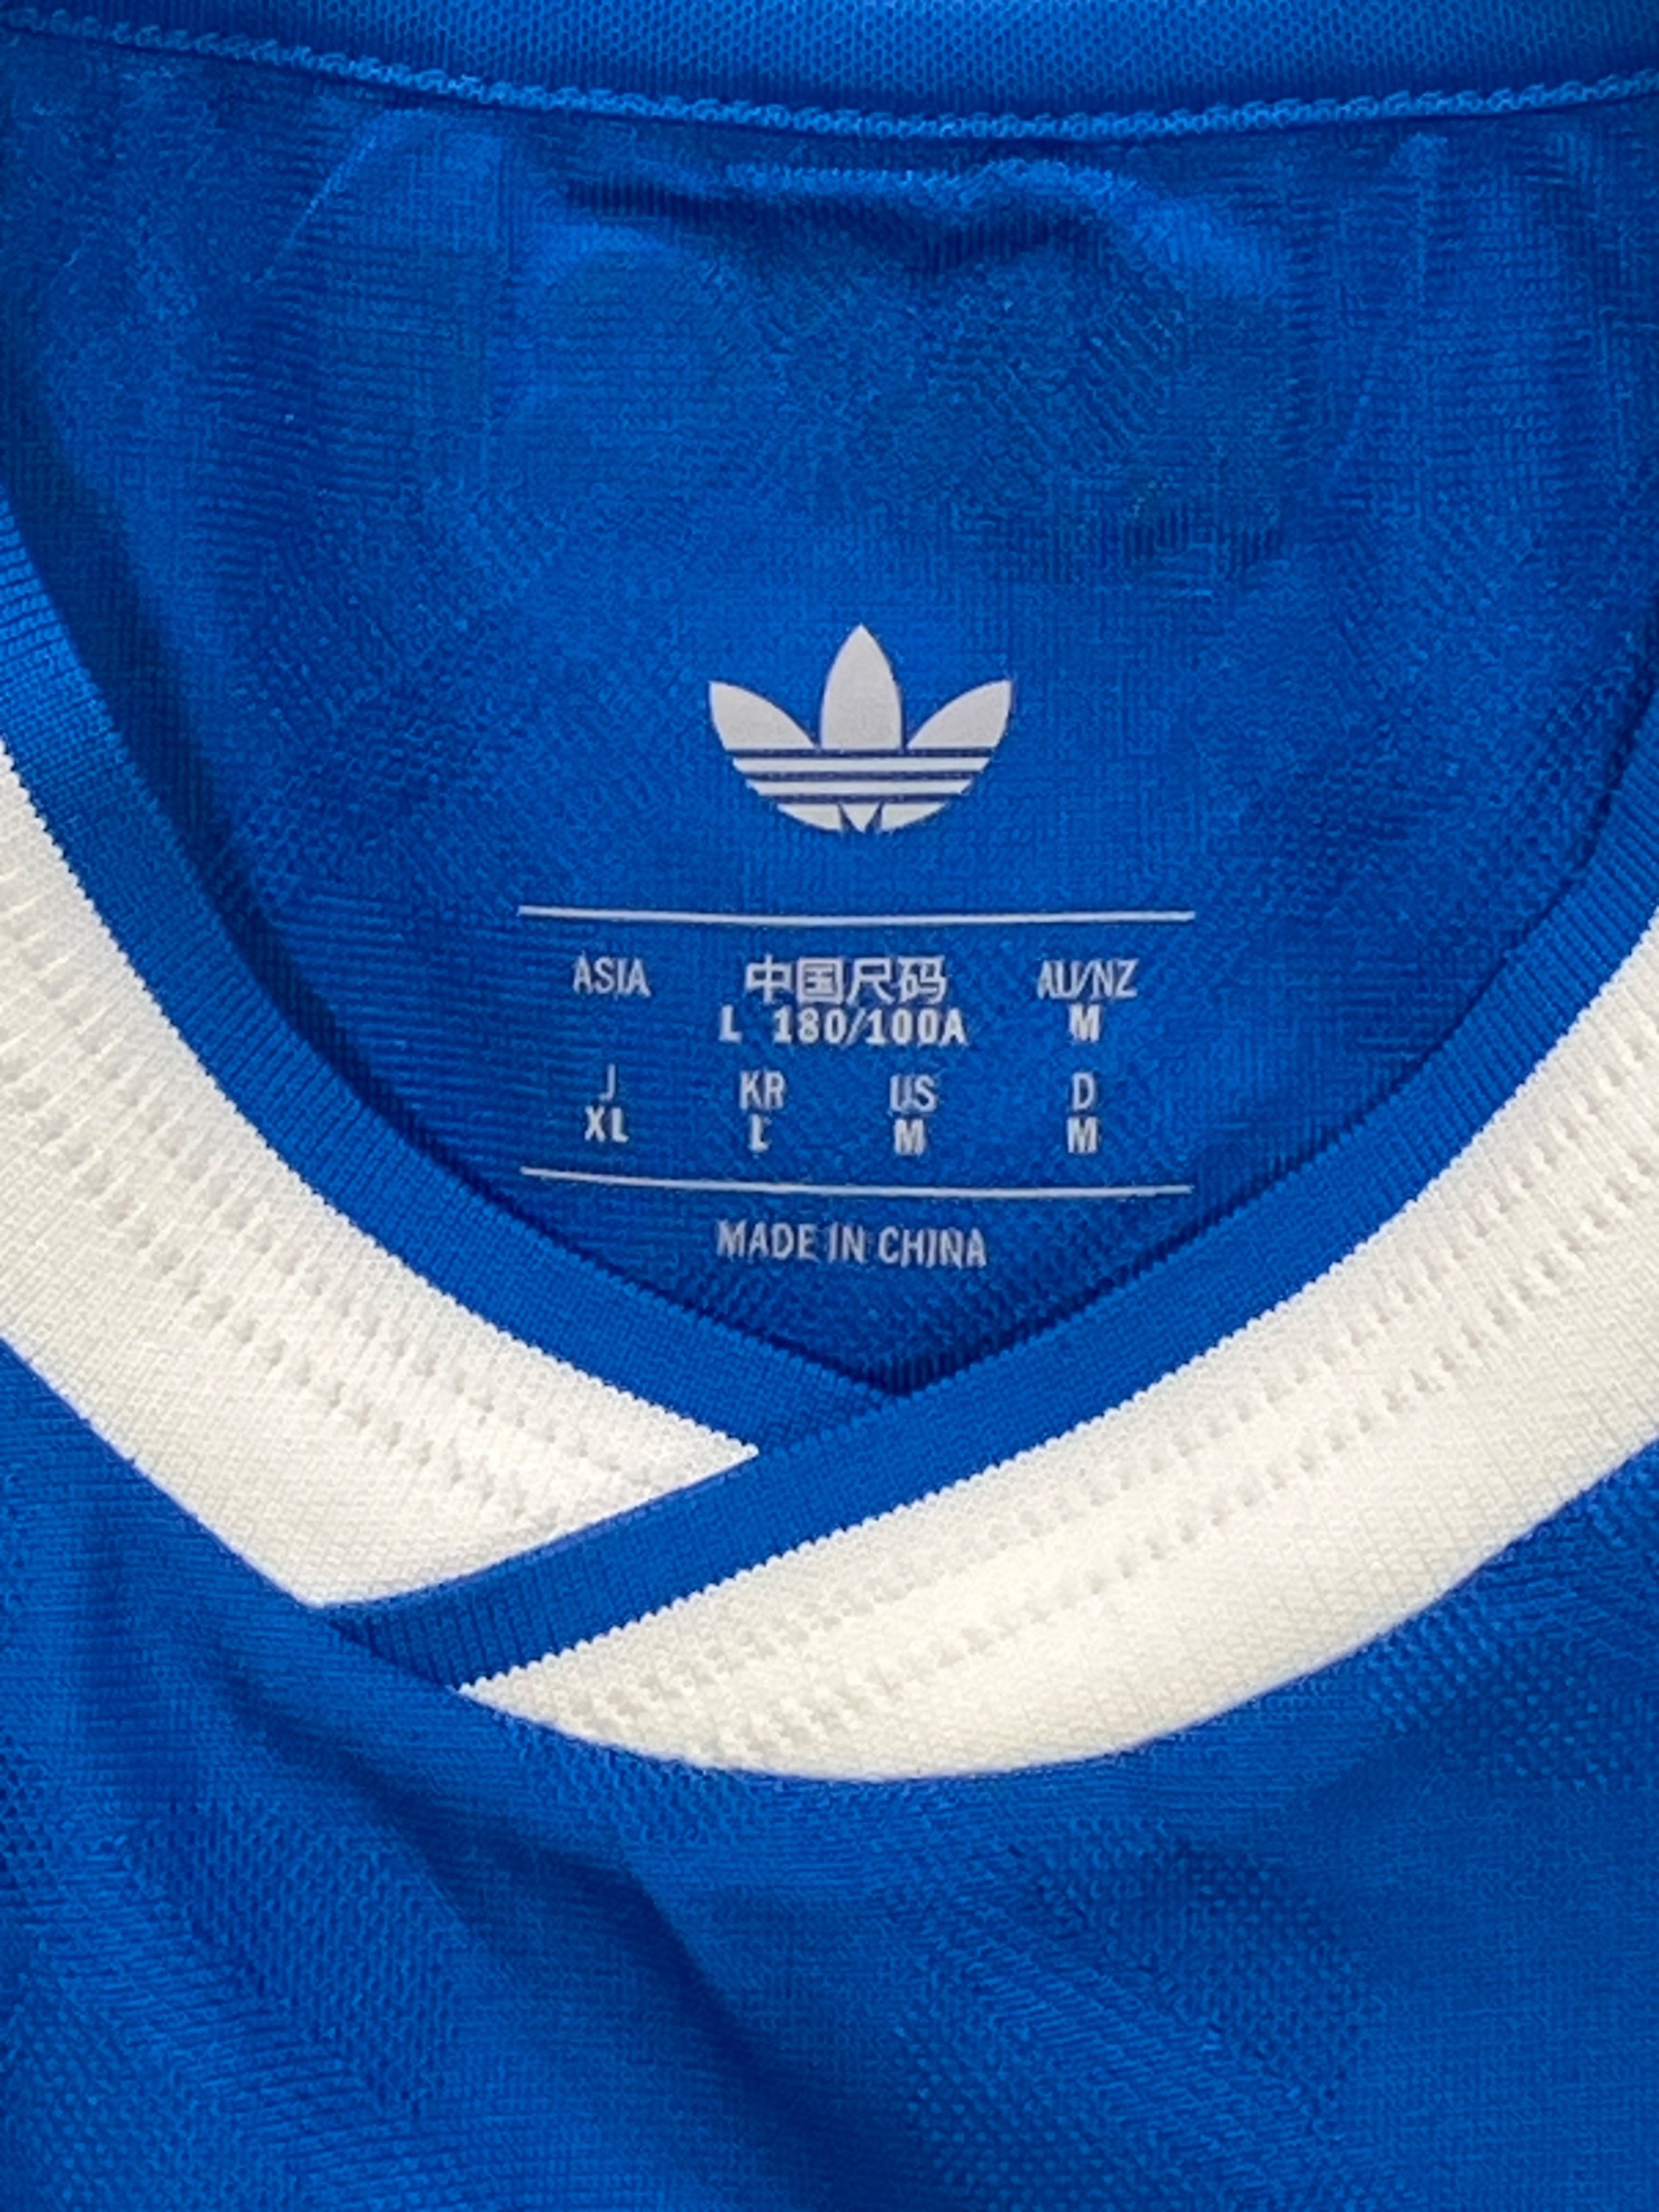 ASIA 中国尺码 AU/NZ
L 180/100A M
J KR US D
XL L M M
MADE IN CHINA